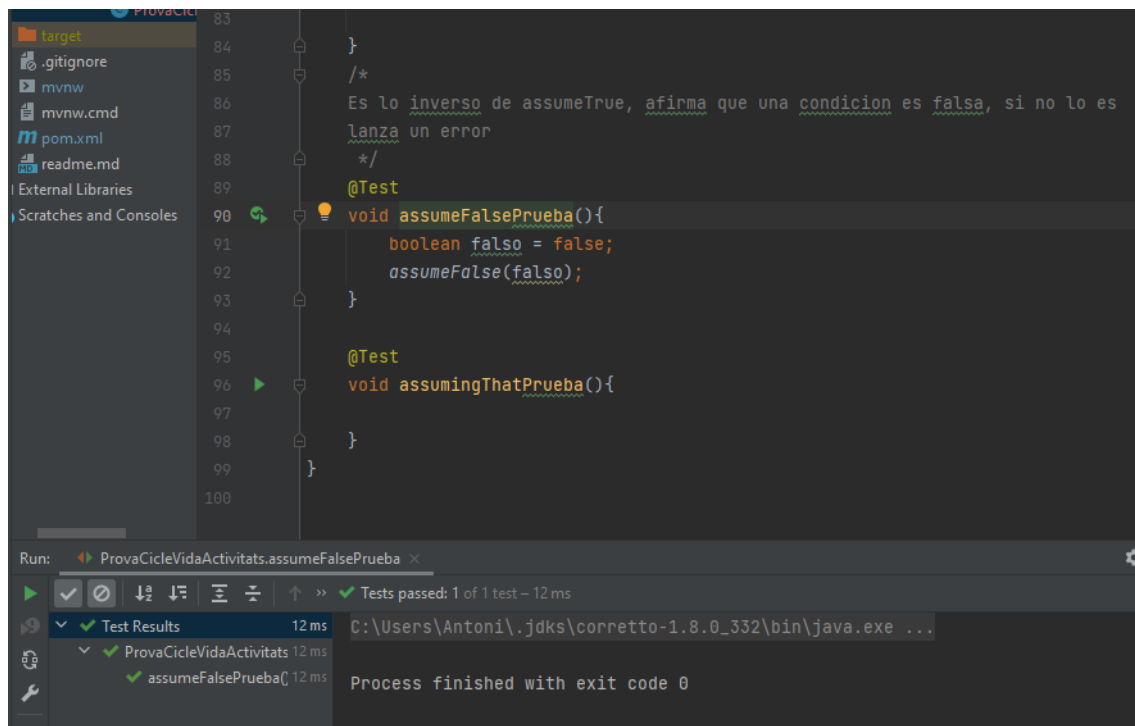 ProvaCicl
target
.gitignore
mvnw
mvnw.cmd
pom.xml
readme.md
External Libraries
Scratches and Consoles
83
84 }
85 /*
86 Es lo inverso de assumeTrue, afirma que una condicion es falsa, si no lo es
87 lanza un error
88 */
89 @Test
90 void assumeFalsePrueba(){
91 boolean falso = false;
92 assumeFalse(falso);
93 }
94
95 @Test
96 void assumingThatPrueba(){
97
98 }
99 }
100
Run: ProvaCicleVidaActivitats.assumeFalsePrueba ×
» Tests passed: 1 of 1 test – 12 ms
Test Results 12 ms
C:\Users\Antoni\.jdks\corretto-1.8.0_332\bin\java.exe ...
ProvaCicleVidaActivitats 12 ms
assumeFalsePrueba( 12 ms
Process finished with exit code 0